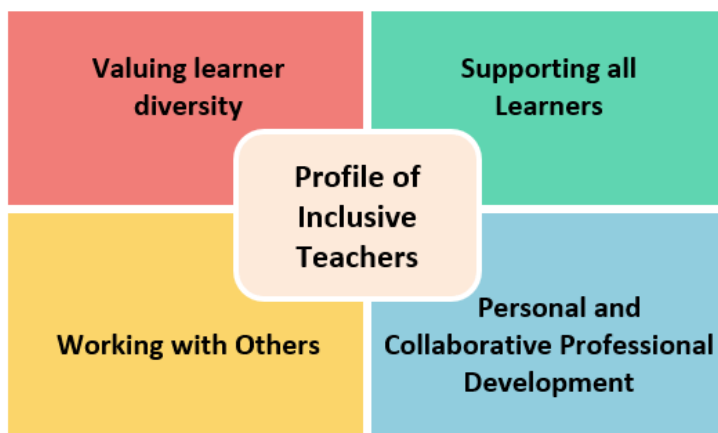 Valuing learner
diversity
Supporting all
Learners
Profile of
Inclusive
Teachers
Working with Others
Personal and
Collaborative Professional
Development